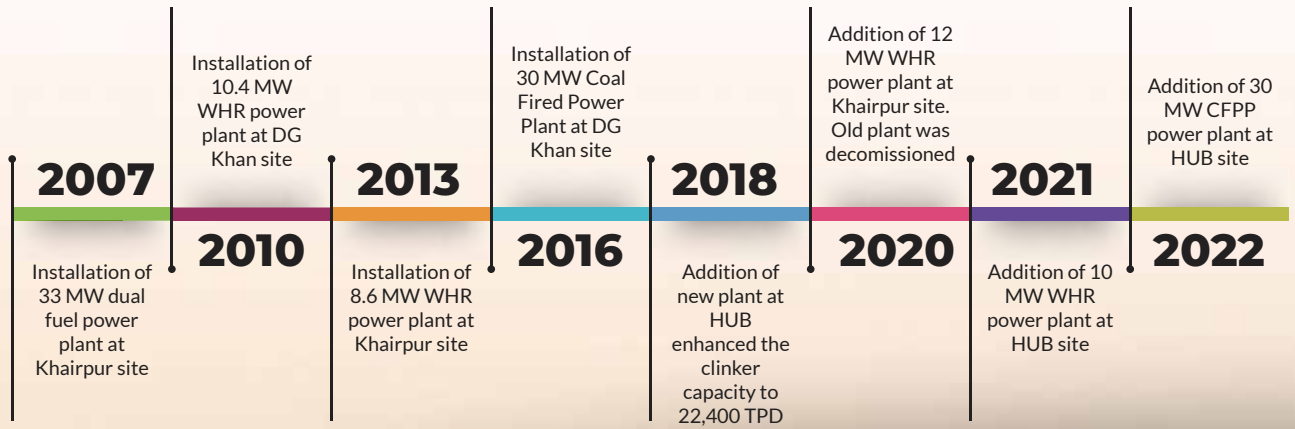 2007
Installation of
33 MW dual
fuel power
plant at
Khairpur site
Installation of
10.4 MW
WHR power
plant at DG
Khan site
2010
2013
Installation of
8.6 MW WHR
power plant at
Khairpur site
Installation of
30 MW Coal
Fired Power
Plant at DG
Khan site
2016
2018
Addition of
new plant at
HUB
enhanced the
clinker
capacity to
22,400 TPD
Addition of 12
MW WHR
power plant at
Khairpur site.
Old plant was
decomissioned
2020
2021
Addition of 10
MW WHR
power plant at
HUB site
Addition of 30
MW CFPP
power plant at
HUB site
2022